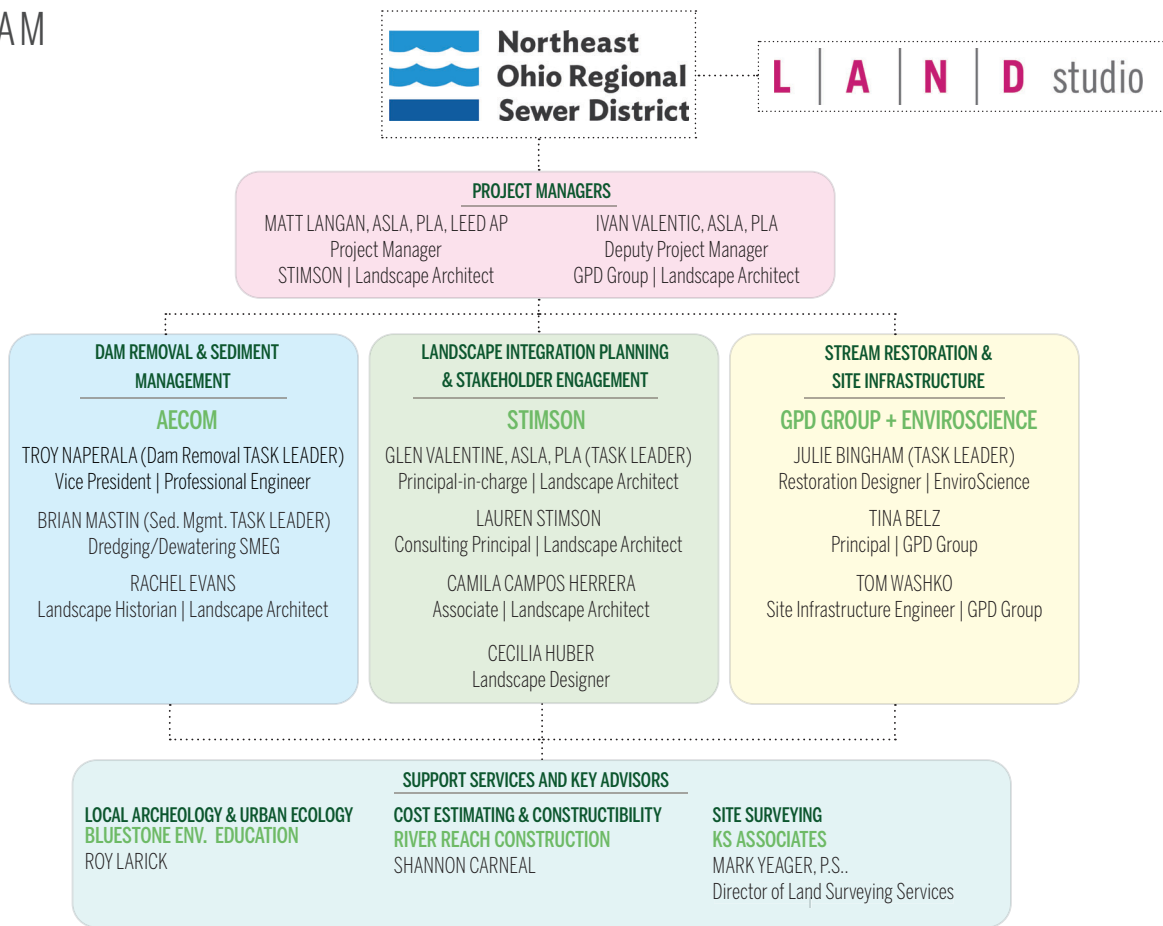 AM
Northeast
Ohio Regional
Sewer District
L | A | N | D studio
PROJECT MANAGERS
MATT LANGAN, ASLA, PLA, LEED AP
Project Manager
STIMSON | Landscape Architect
IVAN VALENTIC, ASLA, PLA
Deputy Project Manager
GPD Group | Landscape Architect
DAM REMOVAL & SEDIMENT
MANAGEMENT
AECOM
TROY NAPERALA (Dam Removal TASK LEADER)
Vice President | Professional Engineer
BRIAN MASTIN (Sed. Mgmt. TASK LEADER)
Dredging/Dewatering SMEG
RACHEL EVANS
Landscape Historian | Landscape Architect
LANDSCAPE INTEGRATION PLANNING
& STAKEHOLDER ENGAGEMENT
STIMSON
GLEN VALENTINE, ASLA, PLA (TASK LEADER)
Principal-in-charge | Landscape Architect
LAUREN STIMSON
Consulting Principal | Landscape Architect
CAMILA CAMPOS HERRERA
Associate | Landscape Architect
CECILIA HUBER
Landscape Designer
STREAM RESTORATION &
SITE INFRASTRUCTURE
GPD GROUP + ENVIROSCIENCE
JULIE BINGHAM (TASK LEADER)
Restoration Designer | EnviroScience
TINA BELZ
Principal | GPD Group
TOM WASHKO
Site Infrastructure Engineer | GPD Group
SUPPORT SERVICES AND KEY ADVISORS
LOCAL ARCHEOLOGY & URBAN ECOLOGY
BLUESTONE ENV. EDUCATION
ROY LARICK
COST ESTIMATING & CONSTRUCTIBILITY
RIVER REACH CONSTRUCTION
SHANNON CARNEAL
SITE SURVEYING
KS ASSOCIATES
MARK YEAGER, P.S..
Director of Land Surveying Services